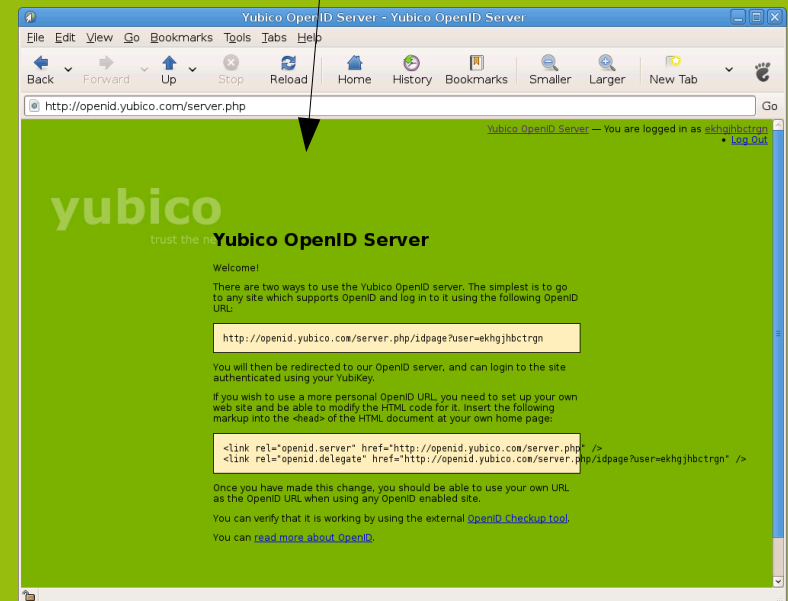 Yubico OpenID Server - Yubico OpenID Server
File Edit View Go Bookmarks Tools Tabs Help
Back Forward Up Stop Reload Home History Bookmarks Smaller Larger New Tab
http://openid.yubico.com/server.php Go
Yubico OpenID Server — You are logged in as ekhgjhbctrgn
• Log Out
yubico
trust the ne
Yubico OpenID Server
Welcome!
There are two ways to use the Yubico OpenID server. The simplest is to go
to any site which supports OpenID and log in to it using the following OpenID
URL:
http://openid.yubico.com/server.php/idpage?user=ekhgjhbctrgn
You will then be redirected to our OpenID server, and can login to the site
authenticated using your YubiKey.
If you wish to use a more personal OpenID URL, you need to set up your own
web site and be able to modify the HTML code for it. Insert the following
markup into the <head> of the HTML document at your own home page:
<link rel="openid.server" href="http://openid.yubico.com/server.php" />
<link rel="openid.delegate" href="http://openid.yubico.com/server.php/idpage?user=ekhgjhbctrgn" />
Once you have made this change, you should be able to use your own URL
as the OpenID URL when using any OpenID enabled site.
You can verify that it is working by using the external OpenID Checkup tool.
You can read more about OpenID.